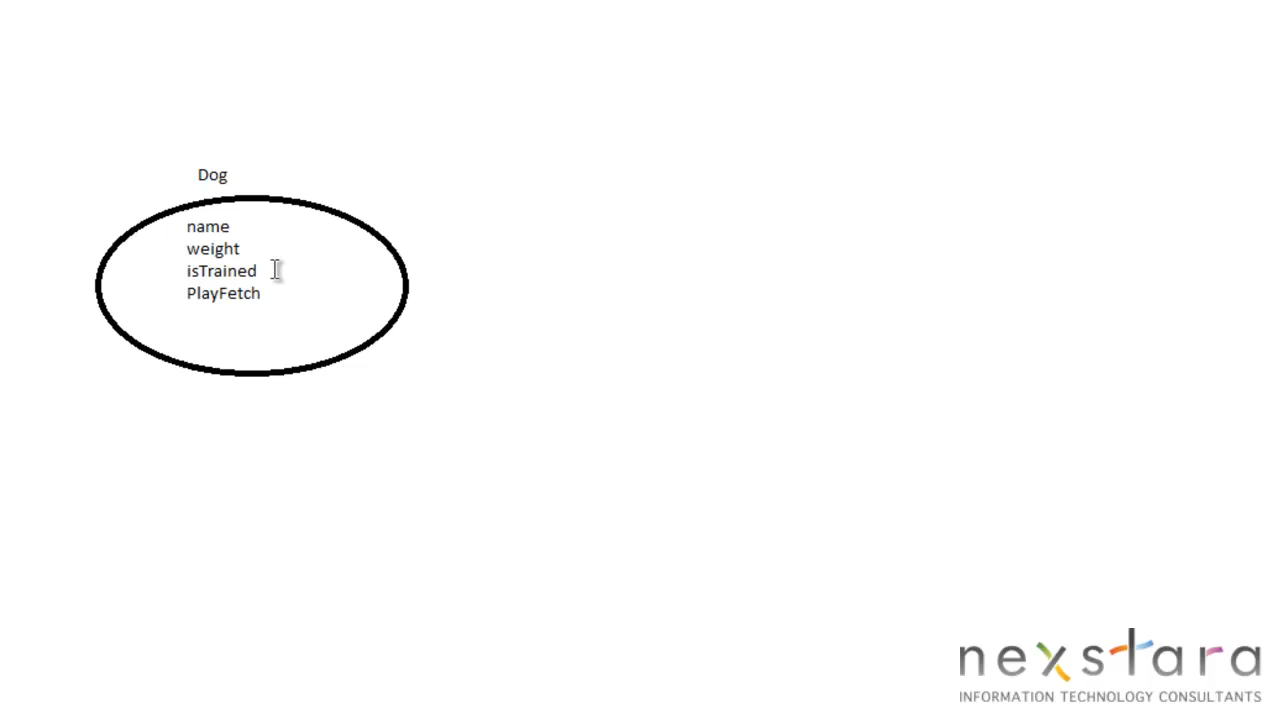 Dog
name
weight
isTrained
PlayFetch
nexstara
INFORMATION TECHNOLOGY CONSULTANTS